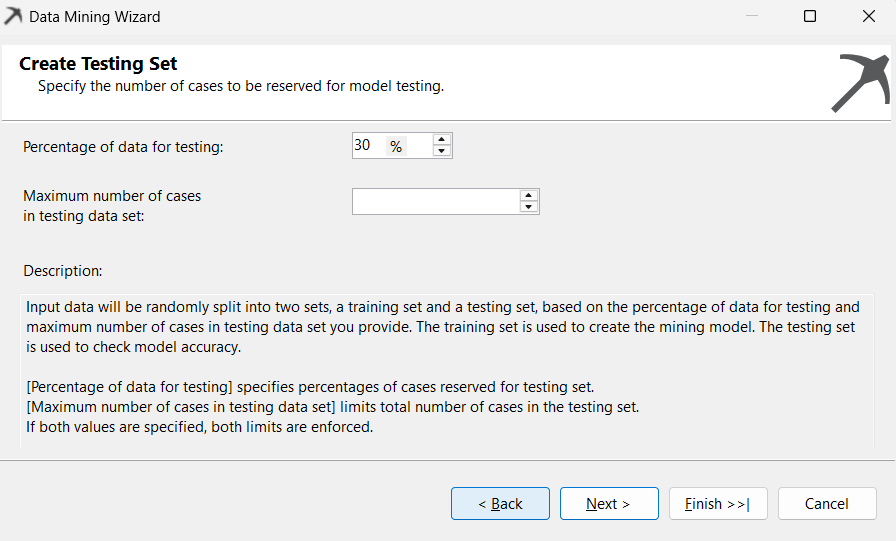 Data Mining Wizard
Create Testing Set
Specify the number of cases to be reserved for model testing.
Percentage of data for testing:
30 %
Maximum number of cases
in testing data set:
Description:
Input data will be randomly split into two sets, a training set and a testing set, based on the percentage of data for testing and
maximum number of cases in testing data set you provide. The training set is used to create the mining model. The testing set
is used to check model accuracy.
[Percentage of data for testing] specifies percentages of cases reserved for testing set.
[Maximum number of cases in testing data set] limits total number of cases in the testing set.
If both values are specified, both limits are enforced.
< Back
Next >
Finish >>|
Cancel